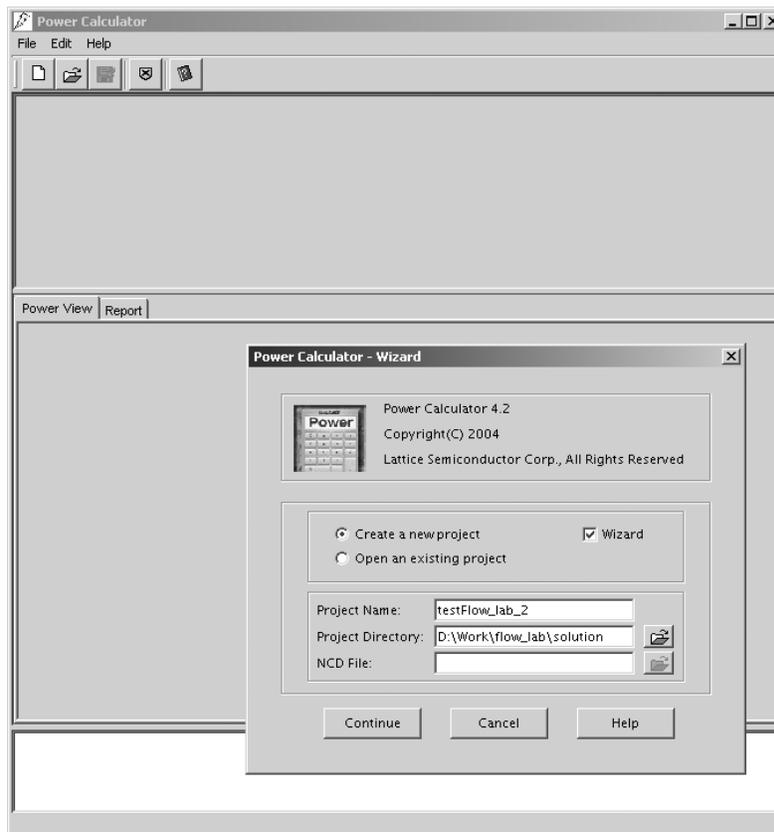 Power Calculator
File Edit Help
Power View Report
Power Calculator - Wizard
Power
Power Calculator 4.2
Copyright(C) 2004
Lattice Semiconductor Corp., All Rights Reserved
Create a new project Wizard
Open an existing project
Project Name: testFlow_lab_2
Project Directory: D:\Work\flow_lab\solution
NCD File:
Continue Cancel Help